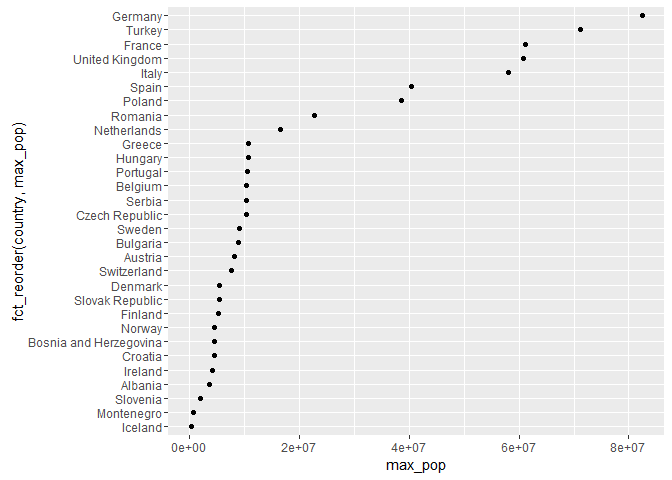 Germany
Turkey
France
United Kingdom
Italy
Spain
Poland
Romania
Netherlands
Greece
Hungary
Portugal
Belgium
Serbia
Czech Republic
Sweden
Bulgaria
Austria
Switzerland
Denmark
Slovak Republic
Finland
Norway
Bosnia and Herzegovina
Croatia
Ireland
Albania
Slovenia
Montenegro
Iceland
fct_reorder(country, max_pop)
0e+00 2e+07 4e+07 6e+07 8e+07
max_pop